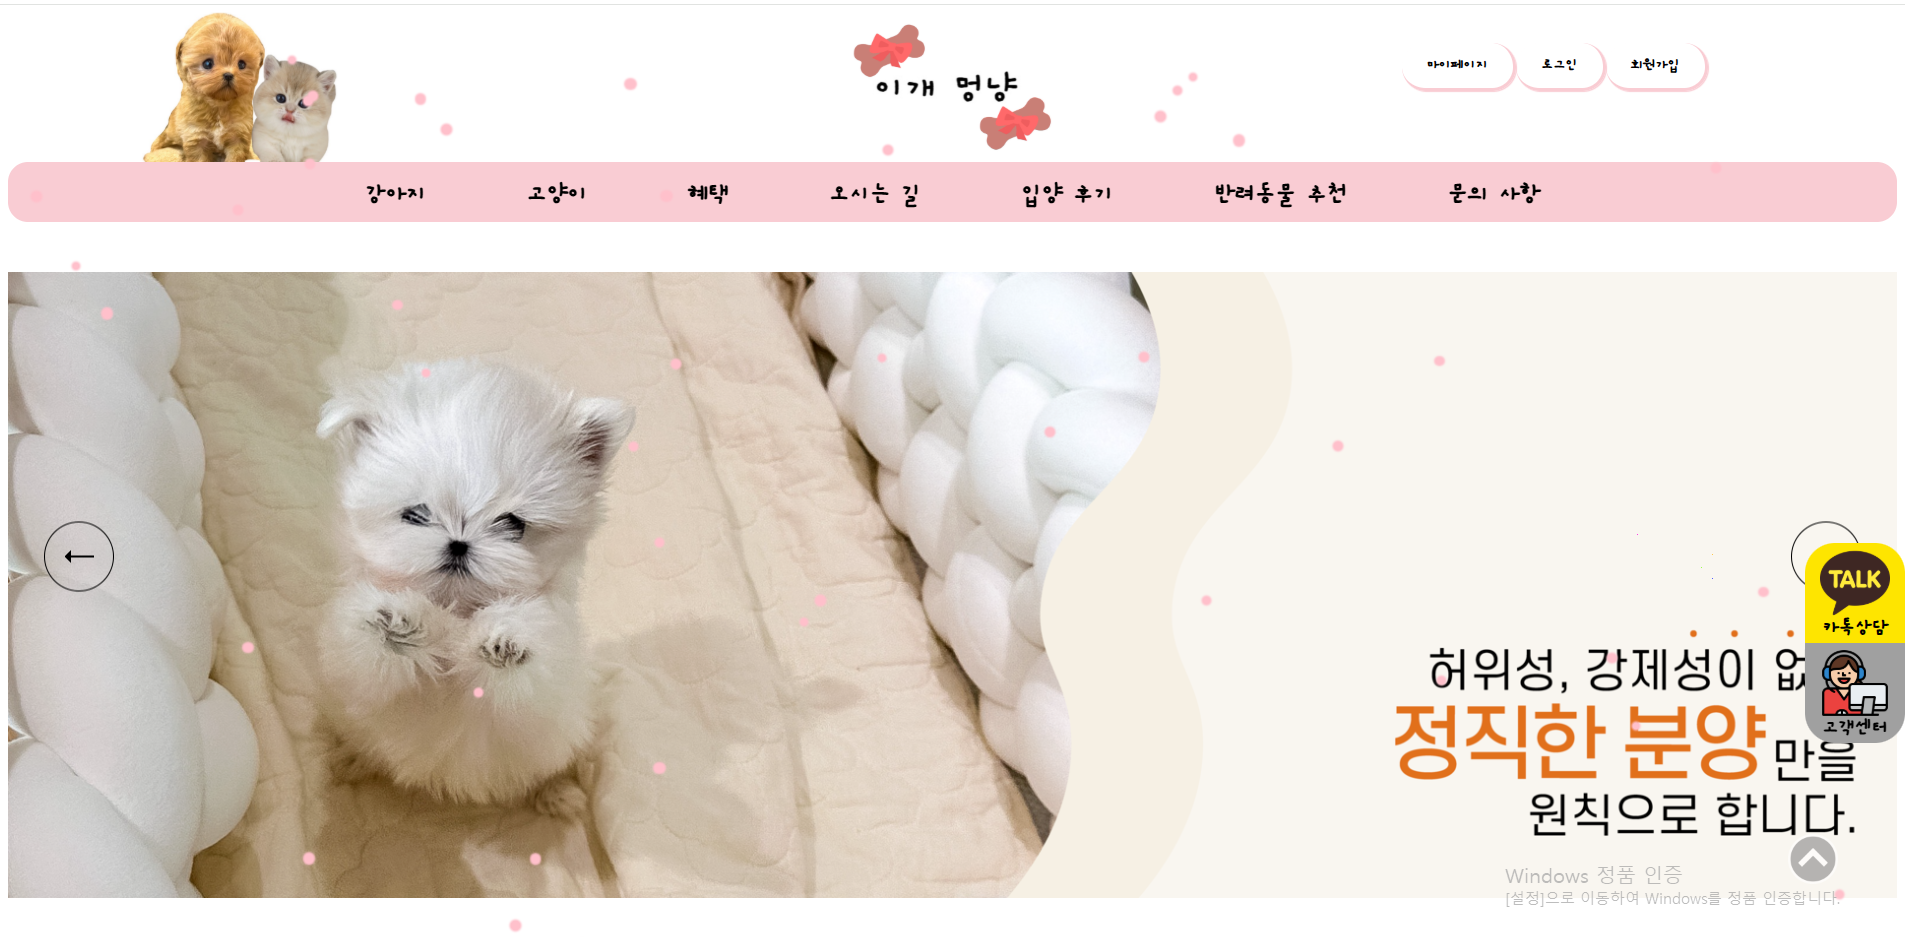 이개 멍냥
마이페이지 로그인 회원가입
강아지 고양이 혜택 오시는 길 입양 후기 반려동물 추천 문의 사항
TALK
카톡상담
고객센터
허위성, 강제성이
정직한 분양만을
원칙으로 합니다.
Windows 정품 인증
[설정]으로 이동하여 Windows를 정품 인증합니다.